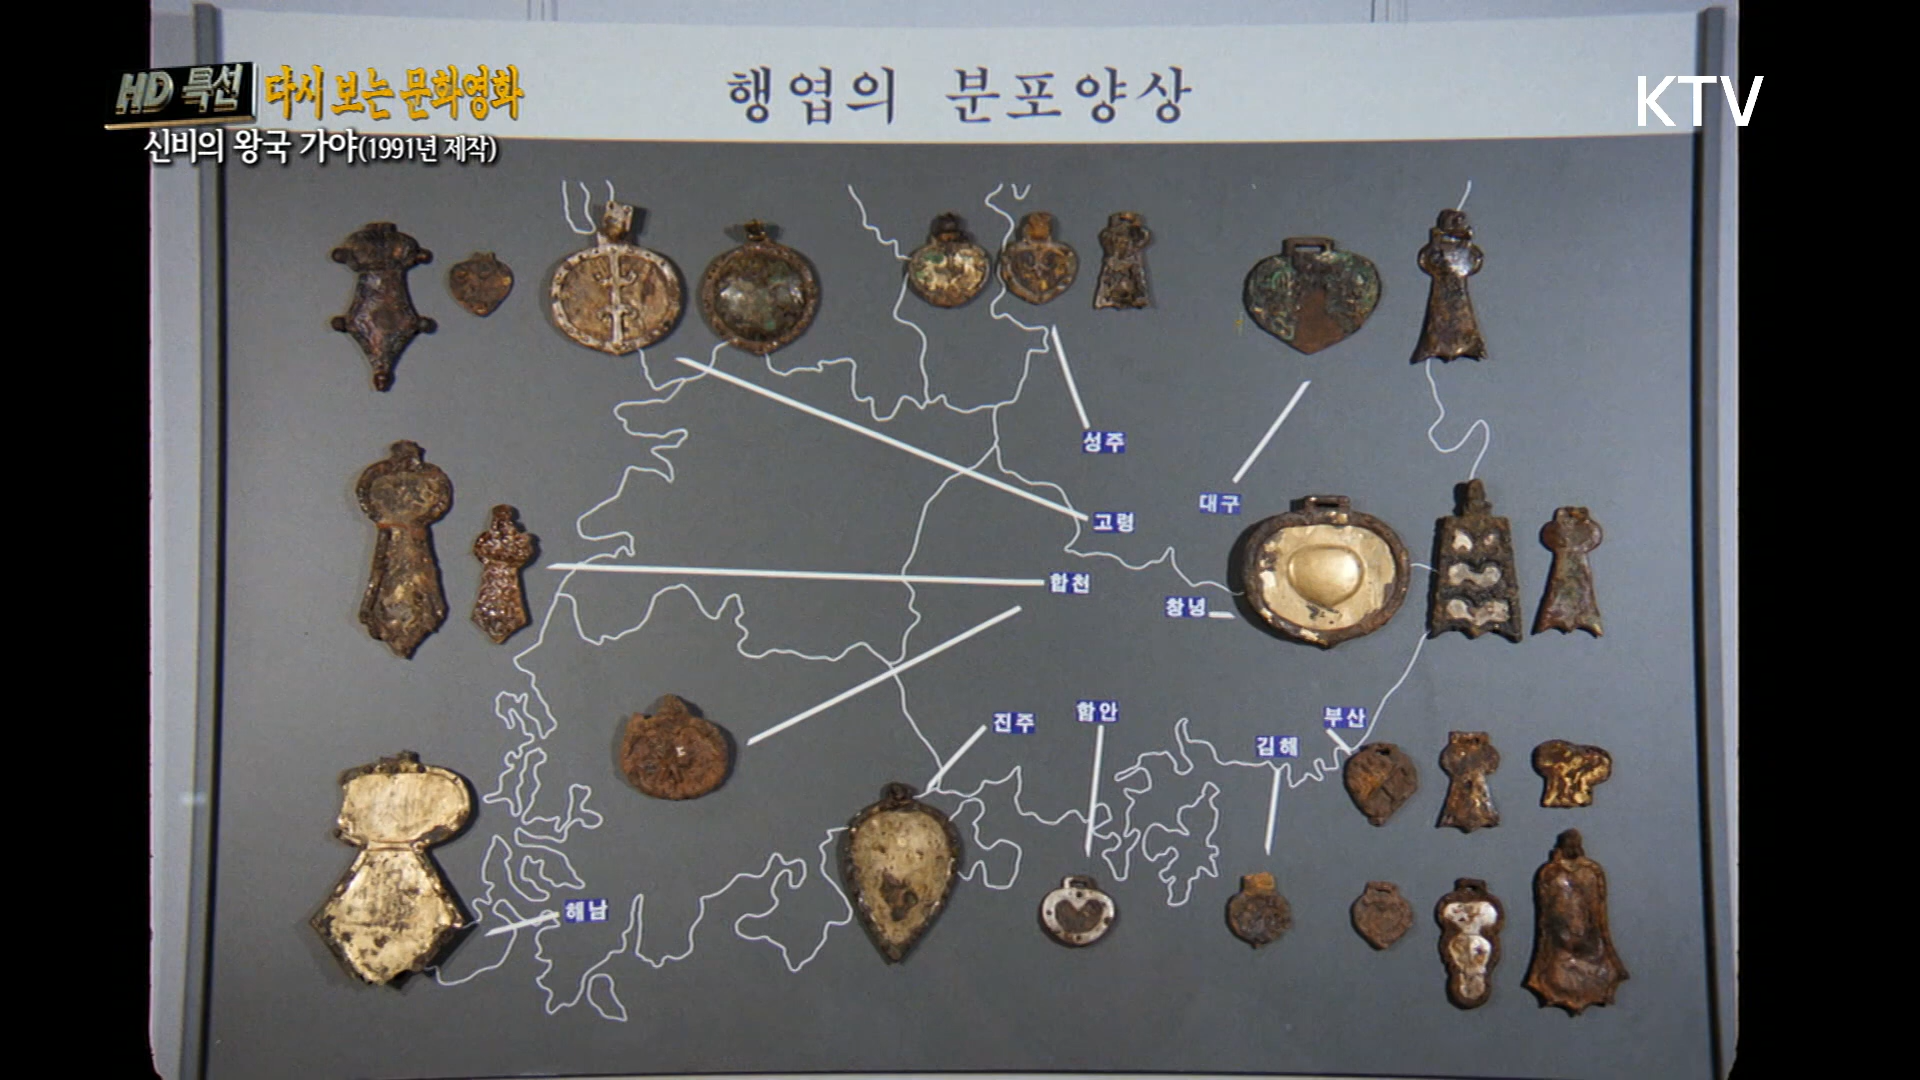 HD 특선 다시 보는 문화영화
신비의 왕국 가야(1991년 제작)
행엽의 분포양상
KTV
성주
대구
고령
합천
창녕
진주
함안
부산
김해
해남